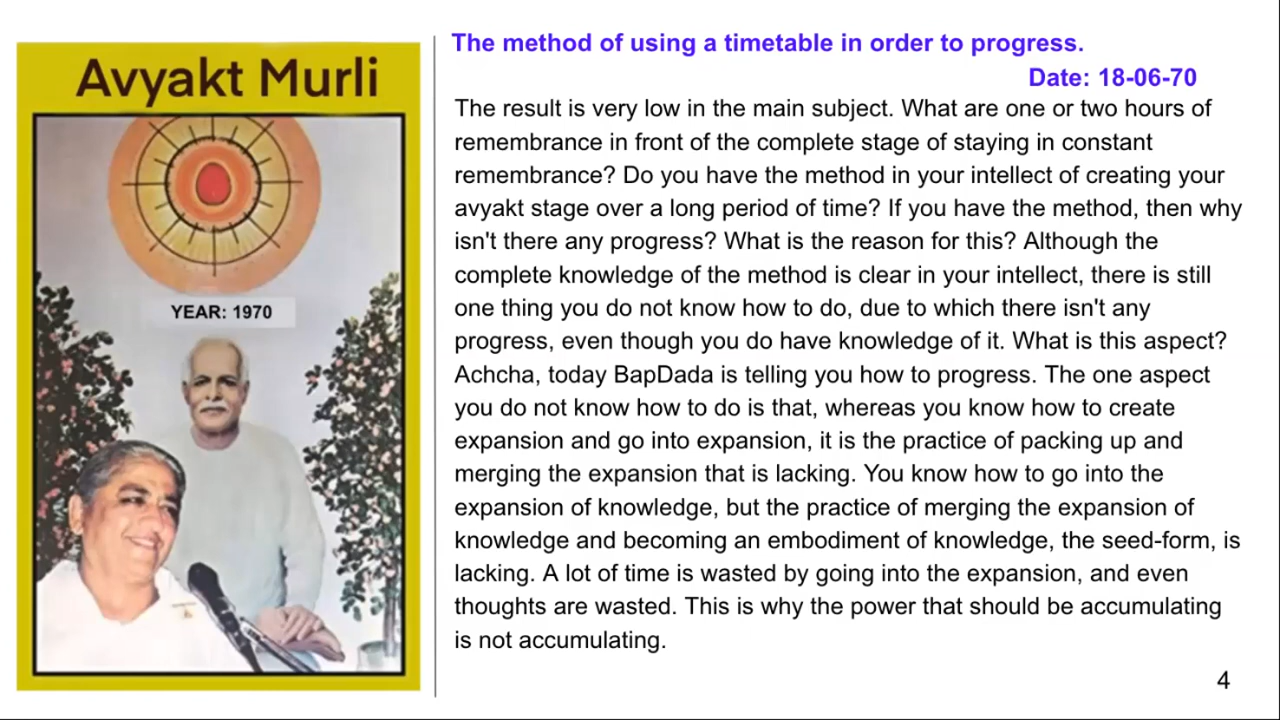 Avyakt Murli
YEAR: 1970
The method of using a timetable in order to progress.
Date: 18-06-70
The result is very low in the main subject. What are one or two hours of
remembrance in front of the complete stage of staying in constant
remembrance? Do you have the method in your intellect of creating your
avyakt stage over a long period of time? If you have the method, then why
isn't there any progress? What is the reason for this? Although the
complete knowledge of the method is clear in your intellect, there is still
one thing you do not know how to do, due to which there isn't any
progress, even though you do have knowledge of it. What is this aspect?
Achcha, today BapDada is telling you how to progress. The one aspect
you do not know how to do is that, whereas you know how to create
expansion and go into expansion, it is the practice of packing up and
merging the expansion that is lacking. You know how to go into the
expansion of knowledge, but the practice of merging the expansion of
knowledge and becoming an embodiment of knowledge, the seed-form, is
lacking. A lot of time is wasted by going into the expansion, and even
thoughts are wasted. This is why the power that should be accumulating
is not accumulating.
4